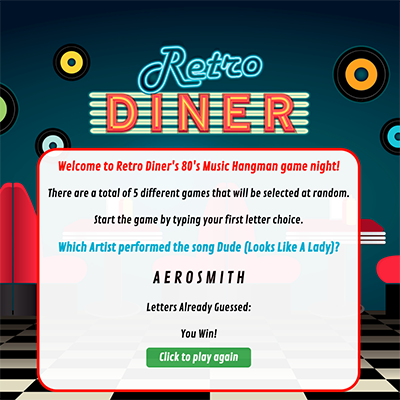 Retro
DINER
Welcome to Retro Diner's 80's Music Hangman game night!
There are a total of 5 different games that will be selected at random.
Start the game by typing your first letter choice.
Which Artist performed the song Dude (Looks Like A Lady)?
A E R O S M I T H
Letters Already Guessed:
You Win!
Click to play again